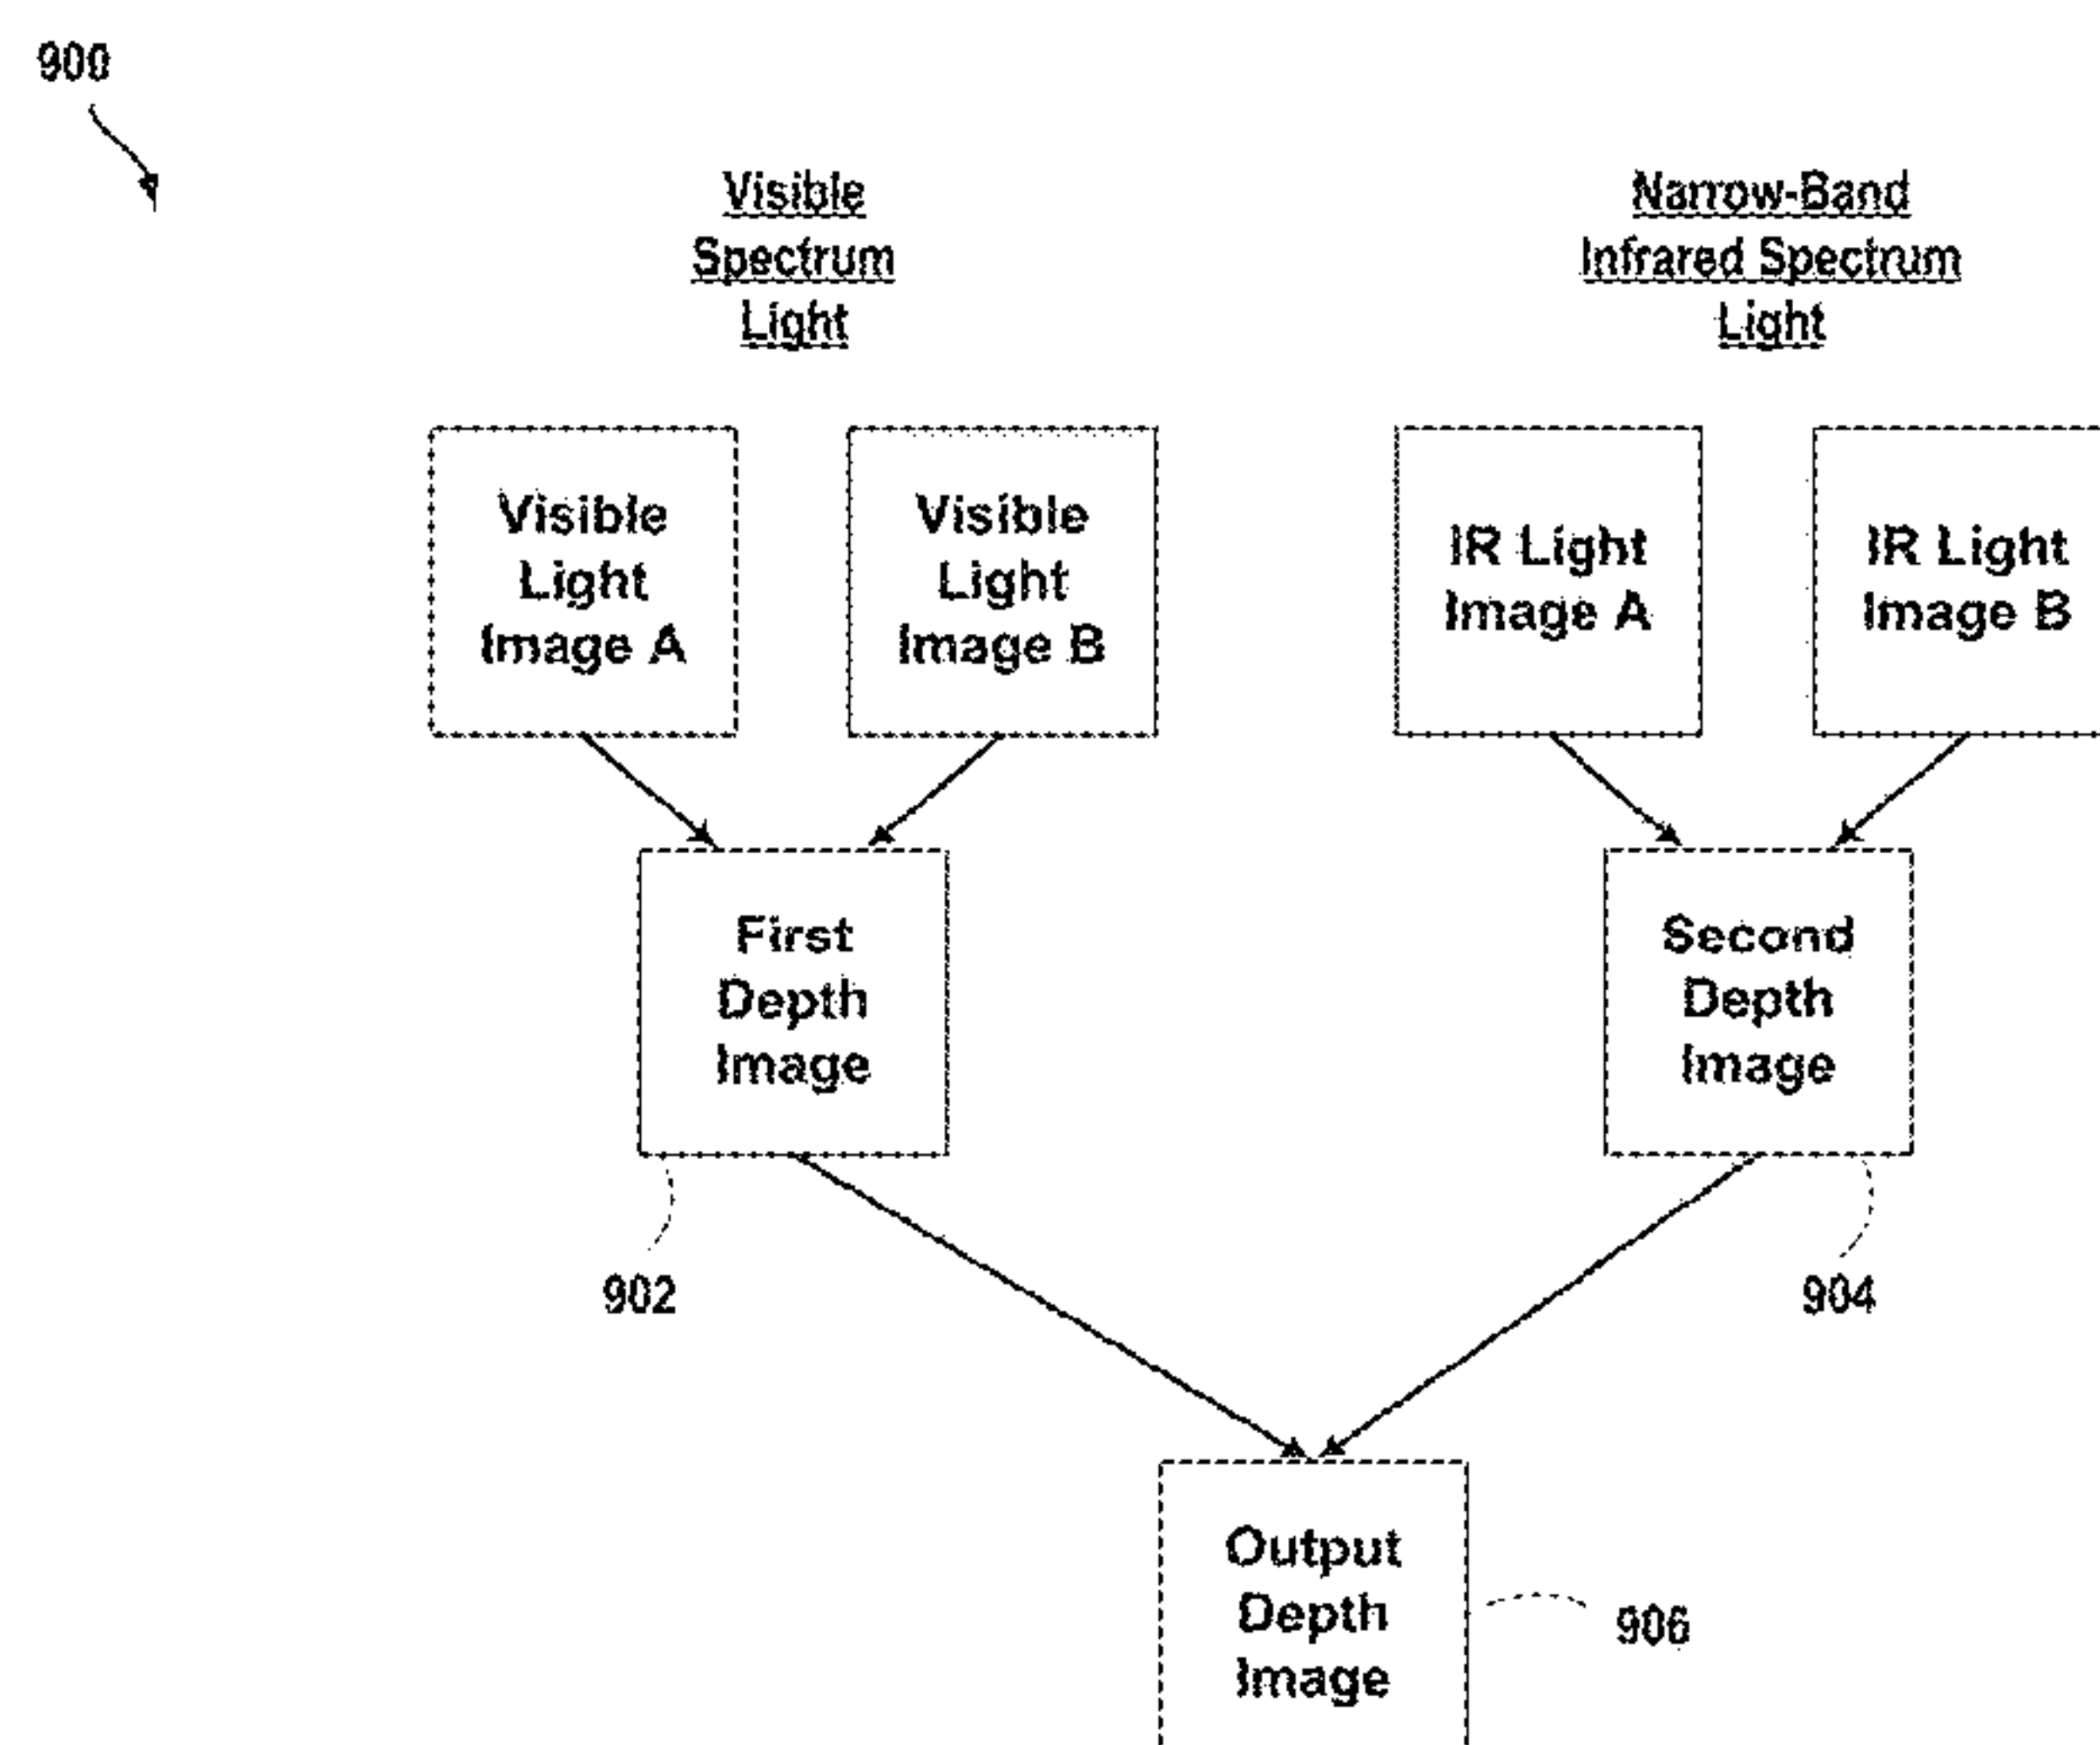 900
Visible
Spectrum
Light
Narrow-Band
Infrared Spectrum
Light
Visible
Light
Image A
Visible
Light
Image B
IR Light
Image A
IR Light
Image B
First
Depth
Image
Second
Depth
Image
902
904
Output
Depth
Image
906